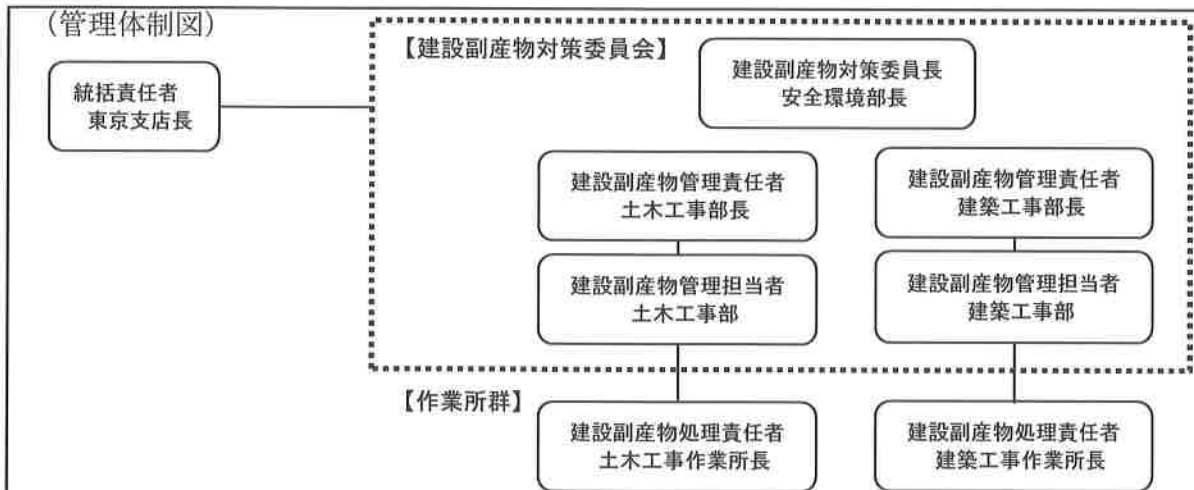 （管理体制図）
統括責任者
東京支店長
【建設副産物対策委員会】
建設副産物対策委員長
安全環境部長
建設副産物管理責任者
土木工事部長
建設副産物管理責任者
建築工事部長
建設副産物管理担当者
土木工事部
建設副産物管理担当者
建築工事部
【作業所群】
建設副産物処理責任者
土木工事作業所長
建設副産物処理責任者
建築工事作業所長